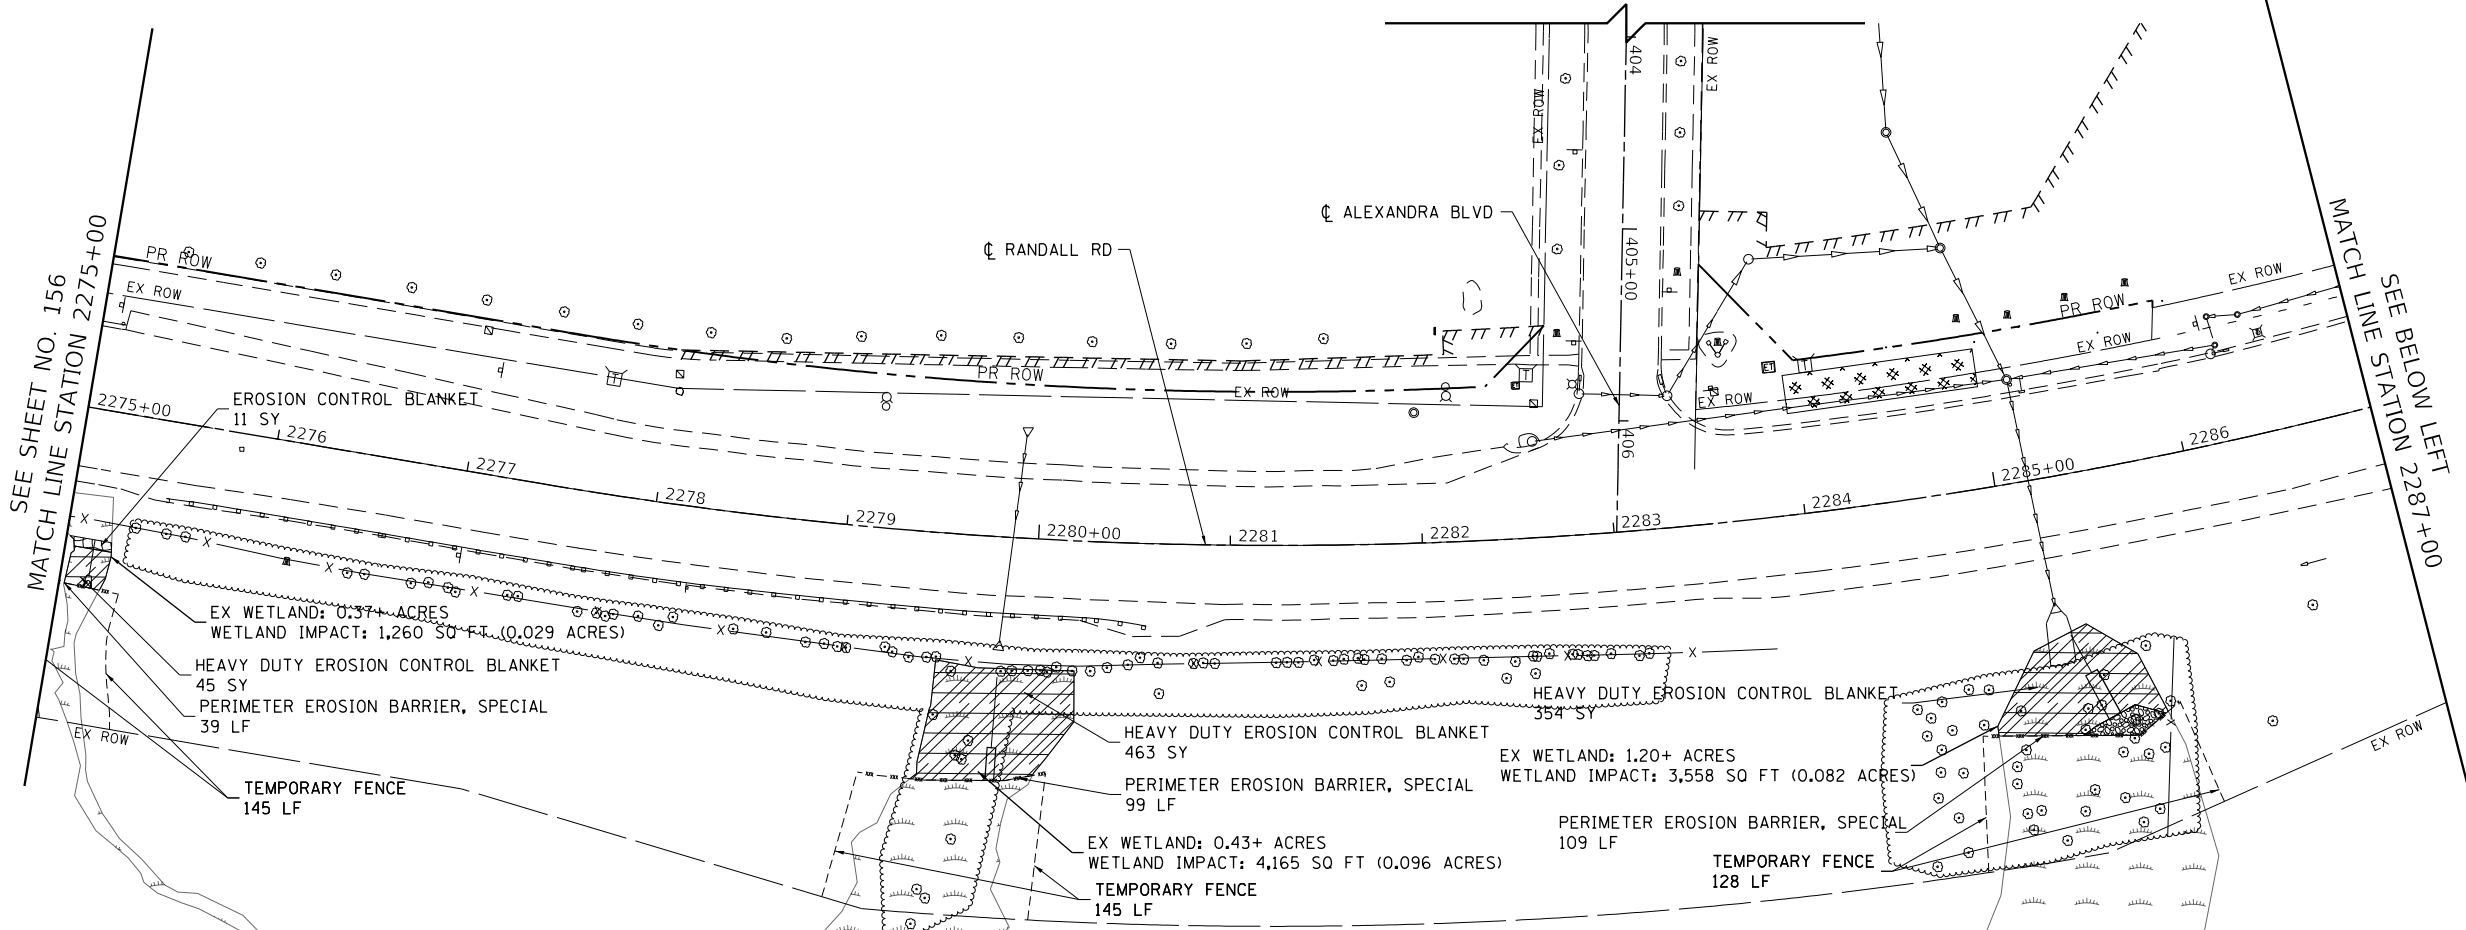 SEE SHEET NO. 156
MATCH LINE STATION 2275+00
PR ROW
EX ROW
2275+00
2276
2277
2278
2279
2280+00
2281
2282
2283
2284
2285+00
2286
EROSION CONTROL BLANKET
11 SY
℄ RANDALL RD
℄ ALEXANDRA BLVD
404
405+00
406
EX ROW
EX ROW
PR ROW
EX ROW
EX ROW
PR ROW
EX ROW
EX ROW
T
T
ET
T
SEE BELOW LEFT
MATCH LINE STATION 2287+00
X
X
X
X
X
X
X
X
X
X
X
X
EX WETLAND: 0.37+ ACRES
WETLAND IMPACT: 1,260 SQ FT (0.029 ACRES)
HEAVY DUTY EROSION CONTROL BLANKET
45 SY
PERIMETER EROSION BARRIER, SPECIAL
39 LF
EX ROW
TEMPORARY FENCE
145 LF
HEAVY DUTY EROSION CONTROL BLANKET
463 SY
PERIMETER EROSION BARRIER, SPECIAL
99 LF
EX WETLAND: 0.43+ ACRES
WETLAND IMPACT: 4,165 SQ FT (0.096 ACRES)
TEMPORARY FENCE
145 LF
HEAVY DUTY EROSION CONTROL BLANKET
354 SY
EX WETLAND: 1.20+ ACRES
WETLAND IMPACT: 3,558 SQ FT (0.082 ACRES)
PERIMETER EROSION BARRIER, SPECIAL
109 LF
TEMPORARY FENCE
128 LF
EX ROW